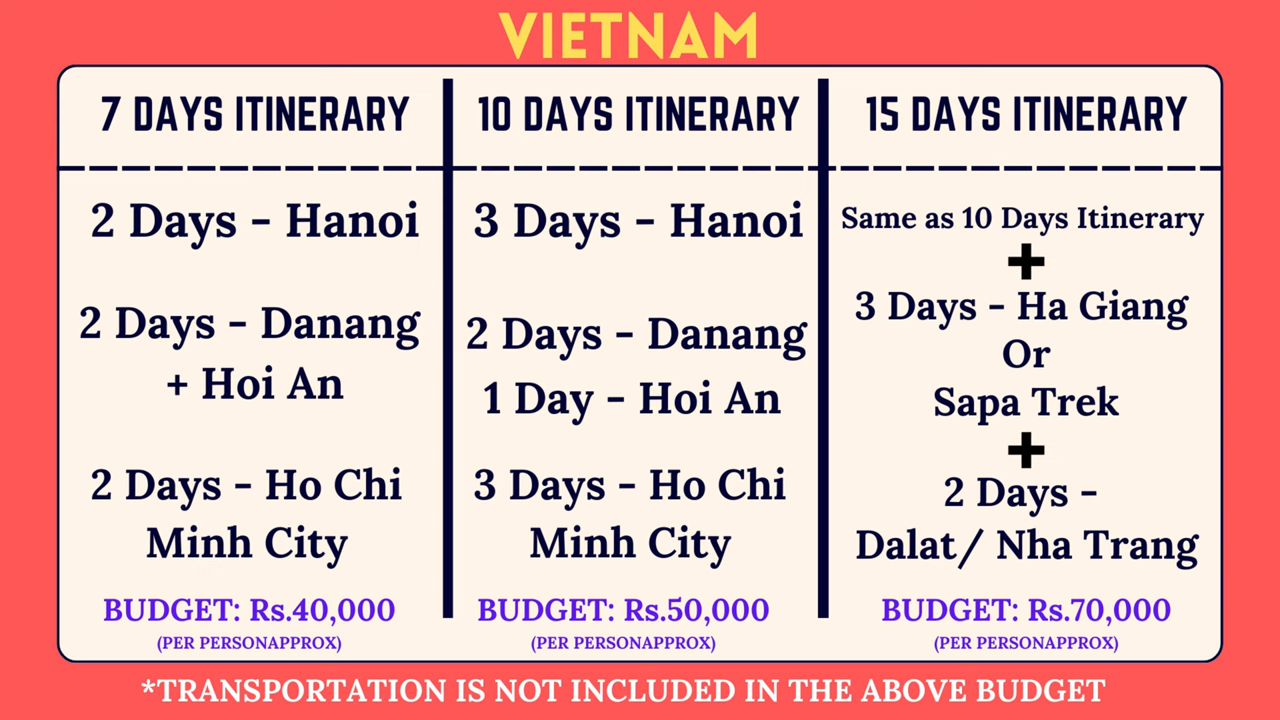 VIETNAM
7 DAYS ITINERARY
2 Days - Hanoi
2 Days - Danang
+ Hoi An
2 Days - Ho Chi
Minh City
BUDGET: Rs.40,000
(PER PERSONAPPROX)
10 DAYS ITINERARY
3 Days - Hanoi
2 Days - Danang
1 Day - Hoi An
3 Days - Ho Chi
Minh City
BUDGET: Rs.50,000
(PER PERSONAPPROX)
15 DAYS ITINERARY
Same as 10 Days Itinerary
+
3 Days - Ha Giang
Or
Sapa Trek
+
2 Days -
Dalat/ Nha Trang
BUDGET: Rs.70,000
(PER PERSONAPPROX)
*TRANSPORTATION IS NOT INCLUDED IN THE ABOVE BUDGET